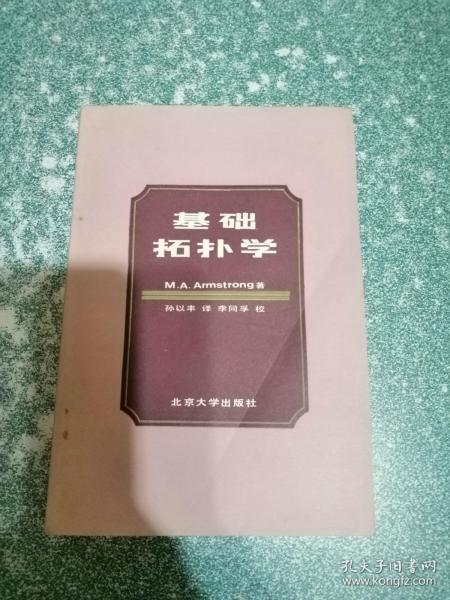 基础
拓扑学
M.A. Armstrong 著
孙以丰 译 李同孚 校
北京大学出版社
孔夫子旧书网
www.kongfz.com